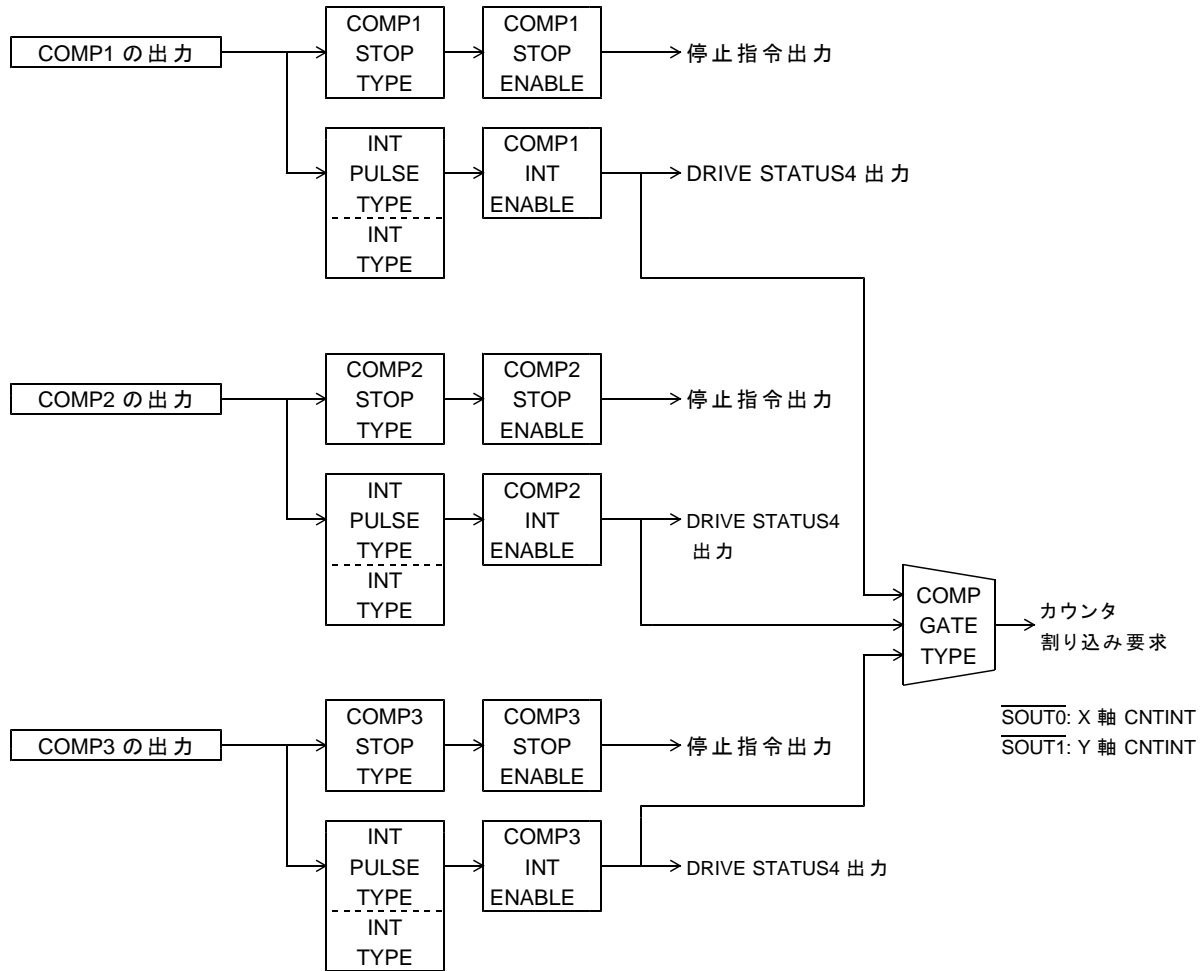 COMP1 の出力
COMP1
STOP
TYPE
COMP1
STOP
ENABLE
停止指令出力
INT
PULSE
TYPE
INT
TYPE
COMP1
INT
ENABLE
DRIVE STATUS4 出力
COMP2 の出力
COMP2
STOP
TYPE
COMP2
STOP
ENABLE
停止指令出力
INT
PULSE
TYPE
INT
TYPE
COMP2
INT
ENABLE
DRIVE STATUS4
出力
COMP
GATE
TYPE
カウンタ
割り込み要求
SOUT0: X 軸 CNTINT
SOUT1: Y 軸 CNTINT
COMP3 の出力
COMP3
STOP
TYPE
COMP3
STOP
ENABLE
停止指令出力
INT
PULSE
TYPE
INT
TYPE
COMP3
INT
ENABLE
DRIVE STATUS4 出力